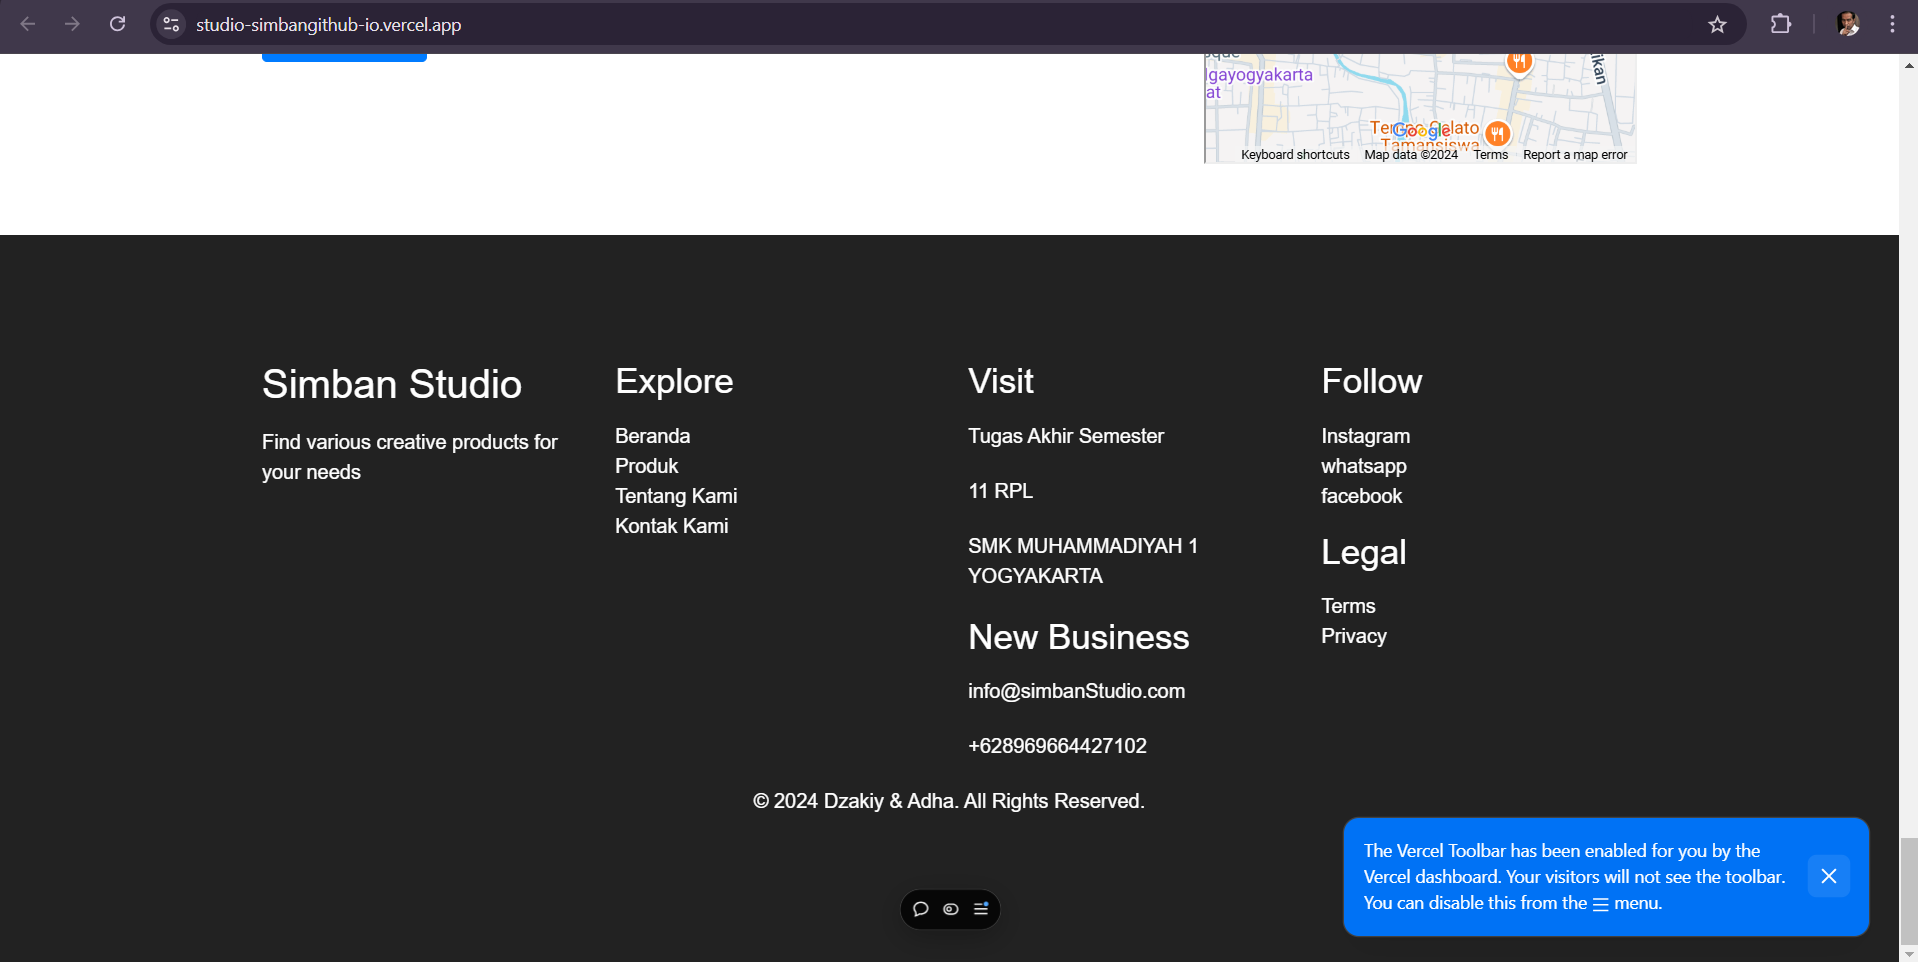 studio-simbangithub-io.vercel.app
lgayogyakarta
at
ikan
Tempo Gelato
Tamansiswa
Google
Keyboard shortcuts Map data ©2024 Terms Report a map error
Simban Studio
Find various creative products for
your needs
Explore
Beranda
Produk
Tentang Kami
Kontak Kami
Visit
Tugas Akhir Semester
11 RPL
SMK MUHAMMADIYAH 1
YOGYAKARTA
New Business
info@simbanStudio.com
+628969664427102
Follow
Instagram
whatsapp
facebook
Legal
Terms
Privacy
© 2024 Dzakiy & Adha. All Rights Reserved.
The Vercel Toolbar has been enabled for you by the
Vercel dashboard. Your visitors will not see the toolbar.
You can disable this from the menu.